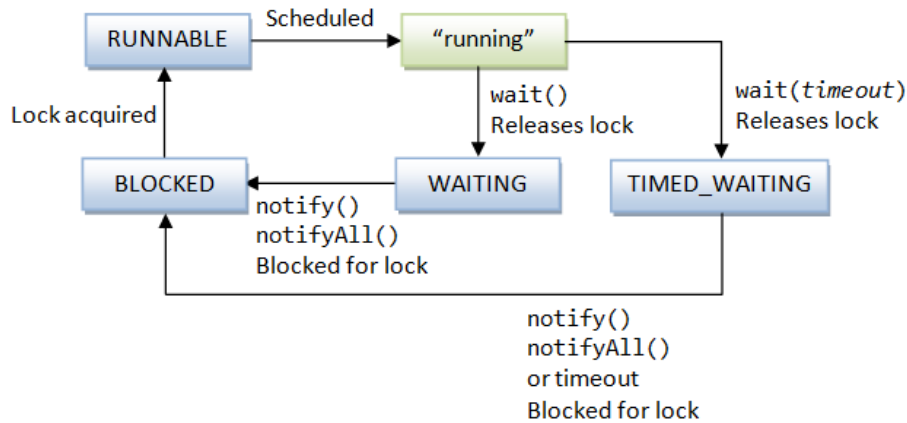 Scheduled
RUNNABLE
“running”
wait()
Releases lock
wait(timeout)
Releases lock
Lock acquired
BLOCKED
WAITING
TIMED_WAITING
notify()
notifyAll()
Blocked for lock
notify()
notifyAll()
or timeout
Blocked for lock